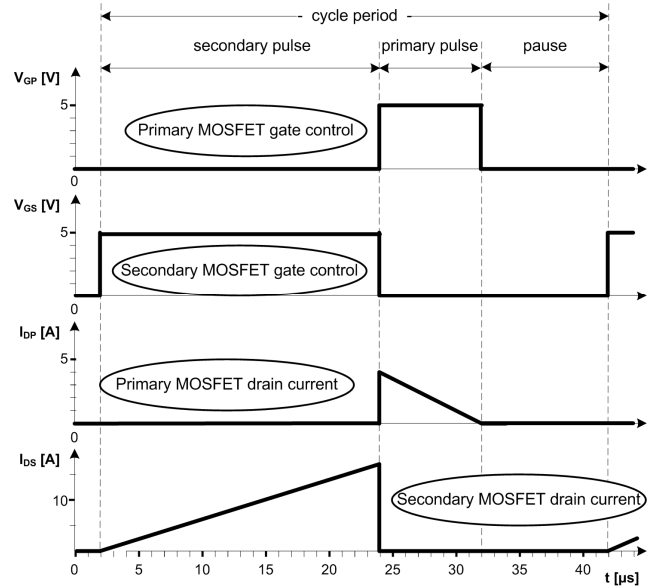 cycle period
secondary pulse primary pulse pause
VGP [V]
5
Primary MOSFET gate control
0
VGS [V]
5
Secondary MOSFET gate control
0
IDP [A]
5
Primary MOSFET drain current
0
IDS [A]
10
Secondary MOSFET drain current
0 5 10 15 20 25 30 35 40 t [µs]